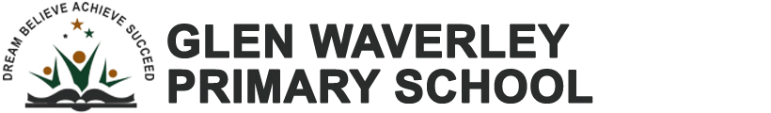 DREAM BELIEVE ACHIEVE SUCCEED
GLEN WAVERLEY
PRIMARY SCHOOL